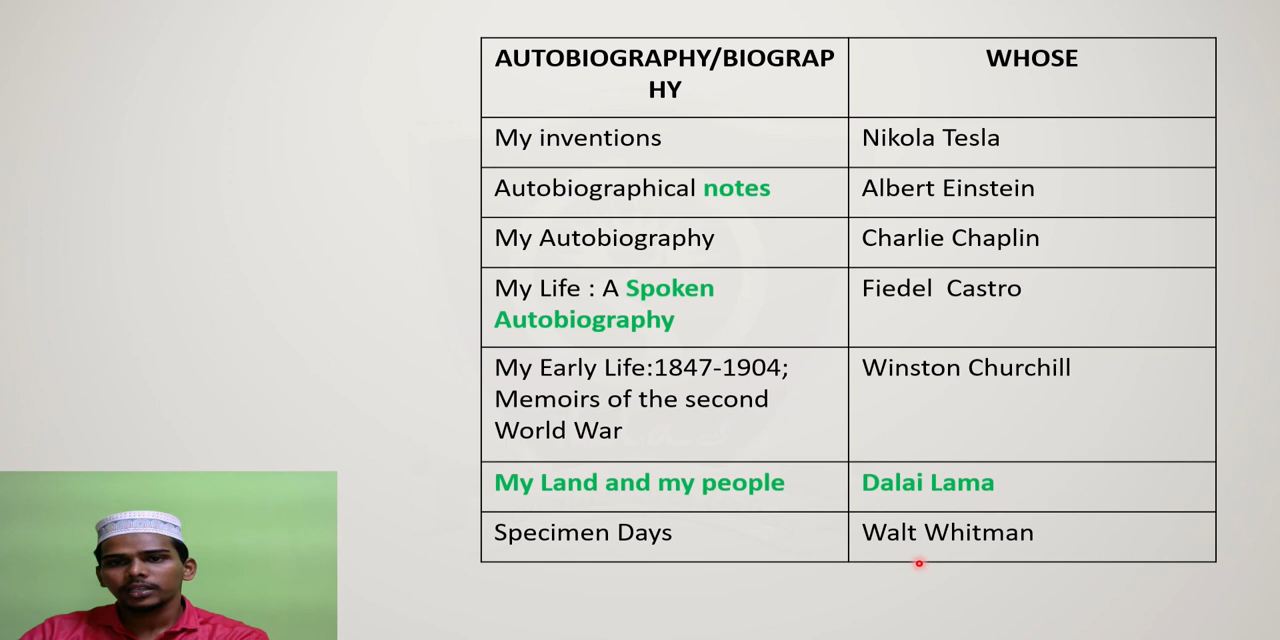 AUTOBIOGRAPHY/BIOGRAP
HY
WHOSE
My inventions
Nikola Tesla
Autobiographical notes
Albert Einstein
My Autobiography
Charlie Chaplin
My Life : A Spoken
Autobiography
Fiedel Castro
My Early Life:1847-1904;
Memoirs of the second
World War
Winston Churchill
My Land and my people
Dalai Lama
Specimen Days
Walt Whitman